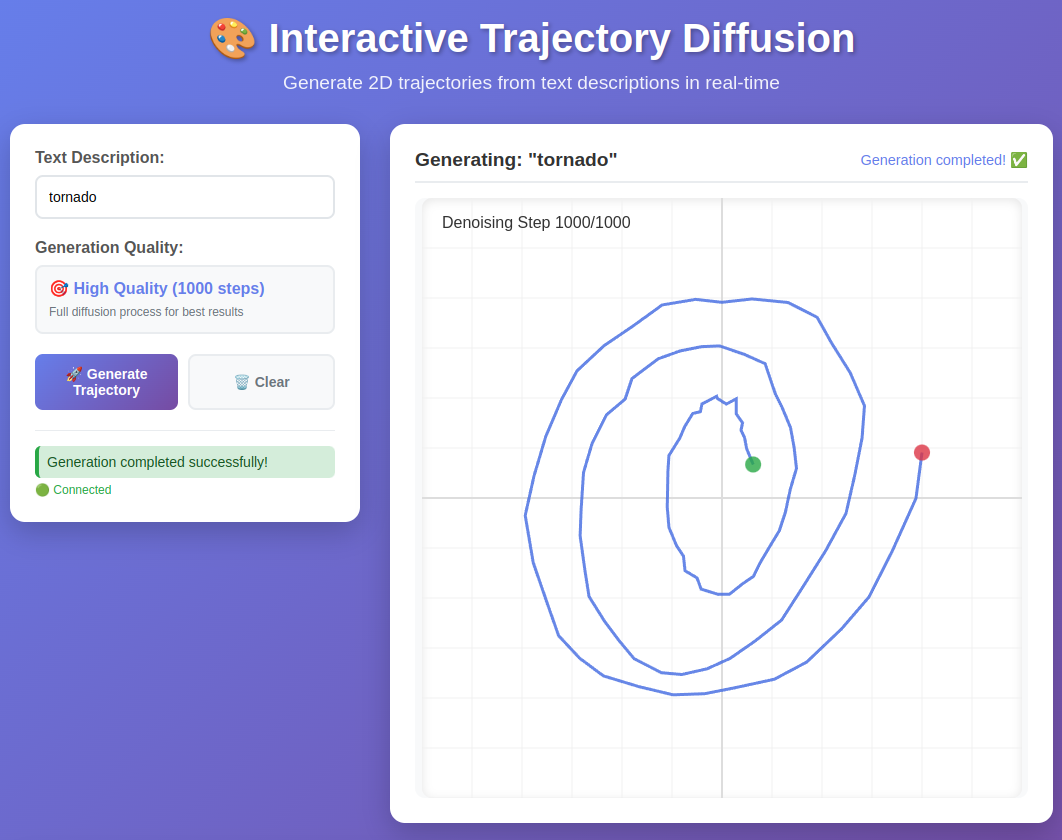 🎨 Interactive Trajectory Diffusion
Generate 2D trajectories from text descriptions in real-time
Text Description:
tornado
Generation Quality:
🎯 High Quality (1000 steps)
Full diffusion process for best results
🚀 Generate
Trajectory
🗑️ Clear
Generation completed successfully!
🟢 Connected
Generating: "tornado"
Generation completed! ✅
Denoising Step 1000/1000